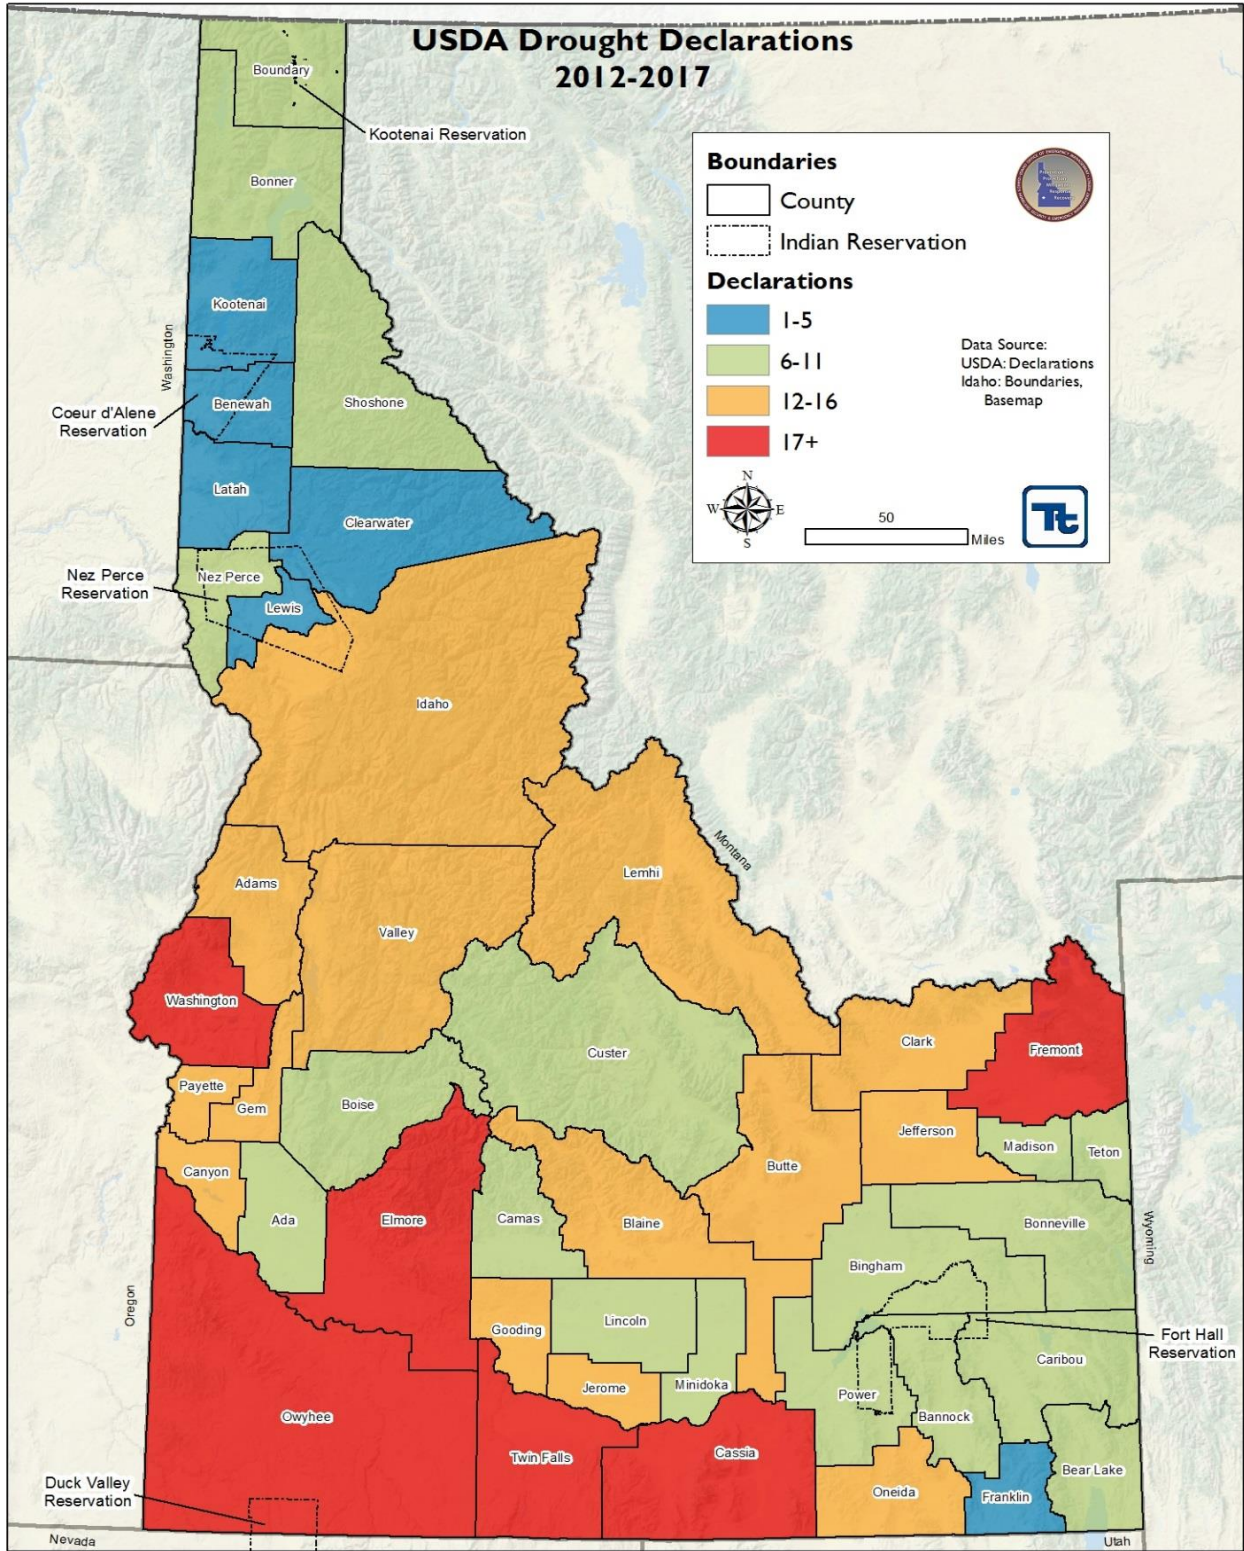 USDA Drought Declarations
2012-2017
Boundary
Kootenai Reservation
Bonner
Boundaries
County
Indian Reservation
Declarations
1-5
6-11
12-16
17+
Data Source:
USDA: Declarations
Idaho: Boundaries,
Basemap
N
W
E
S
50
Miles
Tt
Kootenai
Washington
Coeur d'Alene
Reservation
Benewah
Shoshone
Latah
Clearwater
Nez Perce
Reservation
Nez Perce
Lewis
Idaho
Montana
Lemhi
Adams
Valley
Washington
Custer
Clark
Fremont
Payette
Gem
Boise
Jefferson
Madison
Teton
Canyon
Butte
Ada
Elmore
Camas
Blaine
Bonneville
Wyoming
Bingham
Oregon
Gooding
Lincoln
Fort Hall
Reservation
Caribou
Jerome
Minidoka
Power
Bannock
Owyhee
Twin Falls
Cassia
Bear Lake
Duck Valley
Reservation
Oneida
Franklin
Nevada
Utah